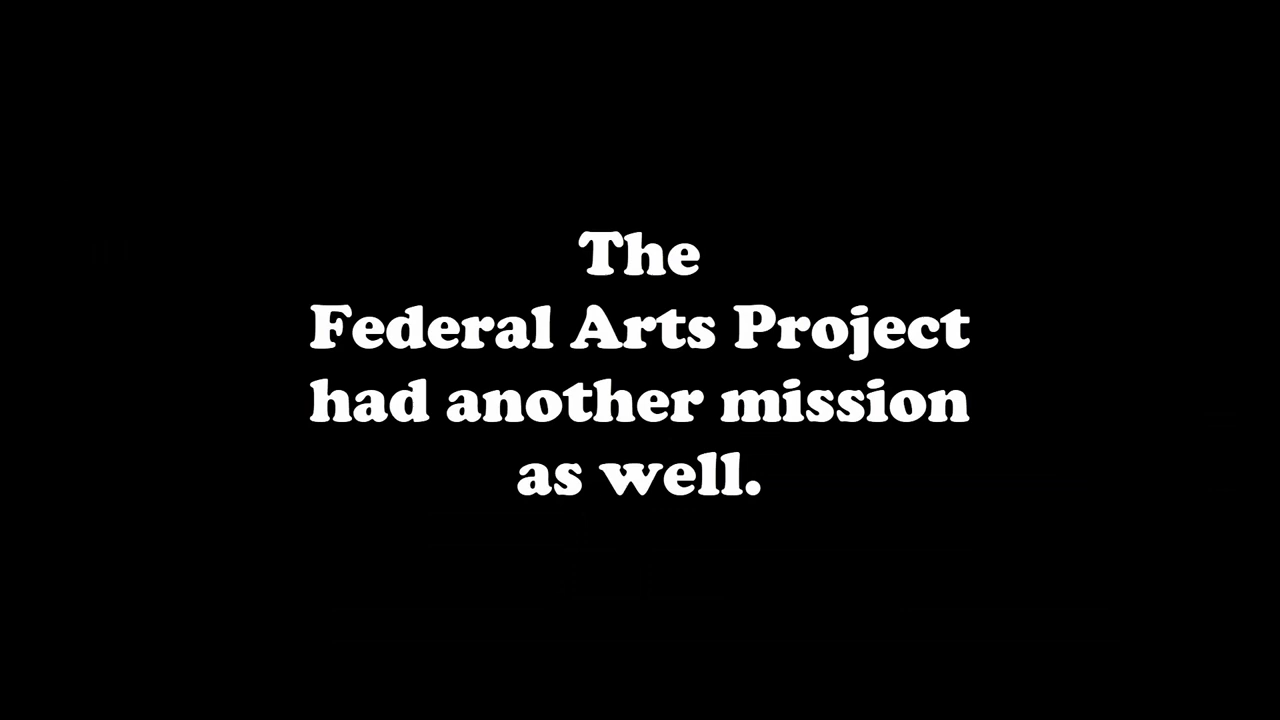 The
Federal Arts Project
had another mission
as well.